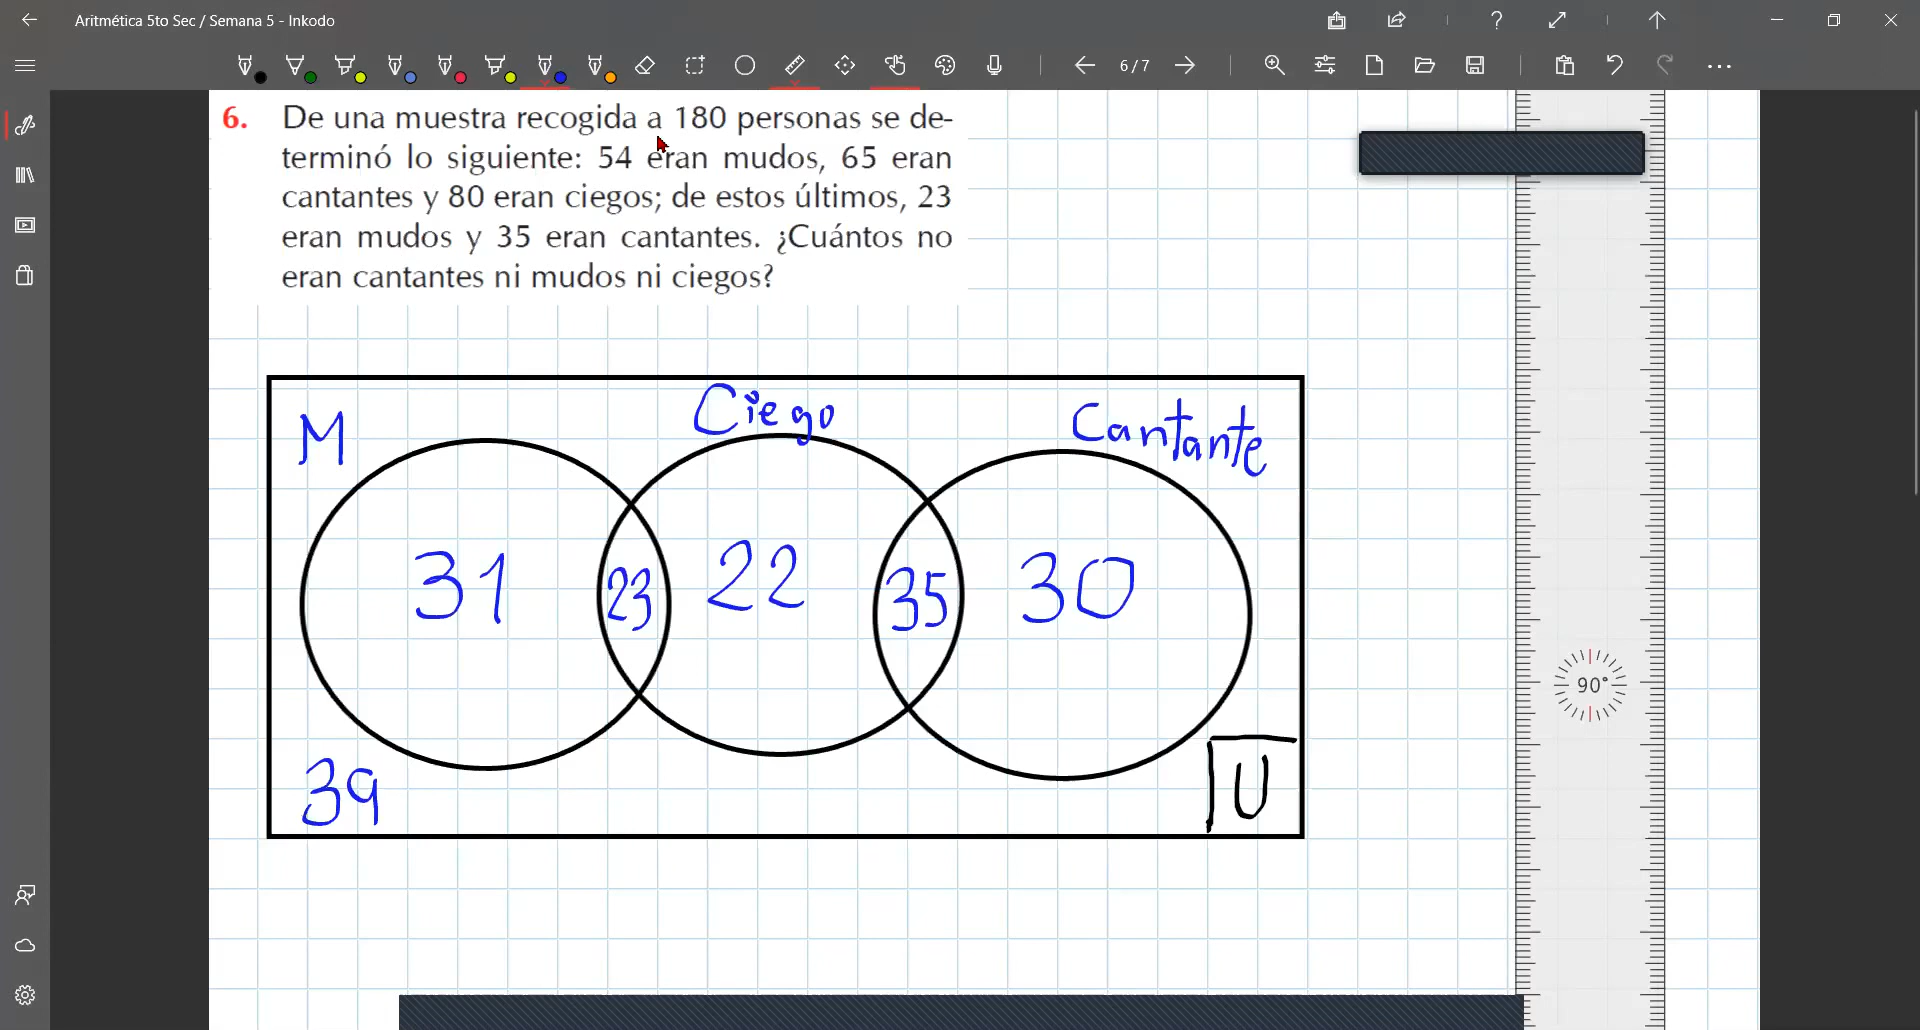 Aritmética 5to Sec / Semana 5 - Inkodo
6 / 7
6. De una muestra recogida a 180 personas se de-
terminó lo siguiente: 54 eran mudos, 65 eran
cantantes y 80 eran ciegos; de estos últimos, 23
eran mudos y 35 eran cantantes. ¿Cuántos no
eran cantantes ni mudos ni ciegos?
M Ciego Cantante
31 23 22 35 30
90°
39 U